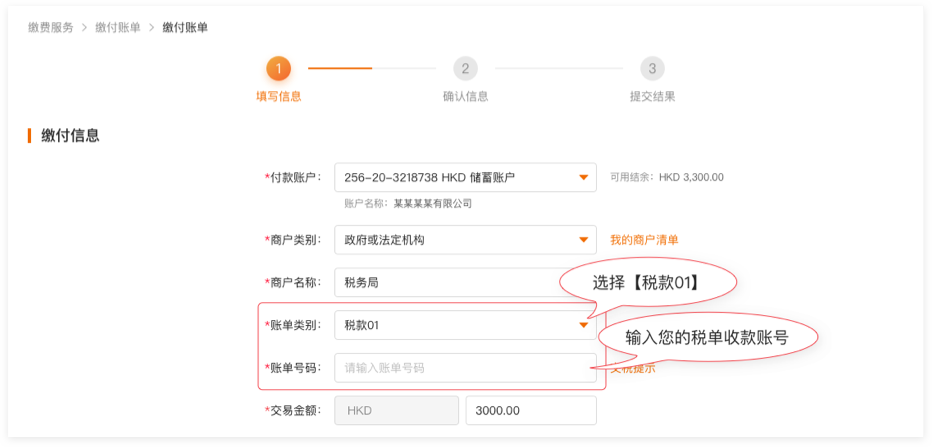 缴费服务 > 缴付账单 > 缴付账单
1 2 3
填写信息 确认信息 提交结果
缴付信息
*付款账户： 256-20-3218738 HKD 储蓄账户 可用结余：HKD 3,300.00
账户名称：某某某某有限公司
*商户类别： 政府或法定机构 我的商户清单
*商户名称： 税务局
选择【税款01】
*账单类别： 税款01
输入您的税单收款账号
*账单号码： 请输入账单号码 税提示
*交易金额： HKD 3000.00